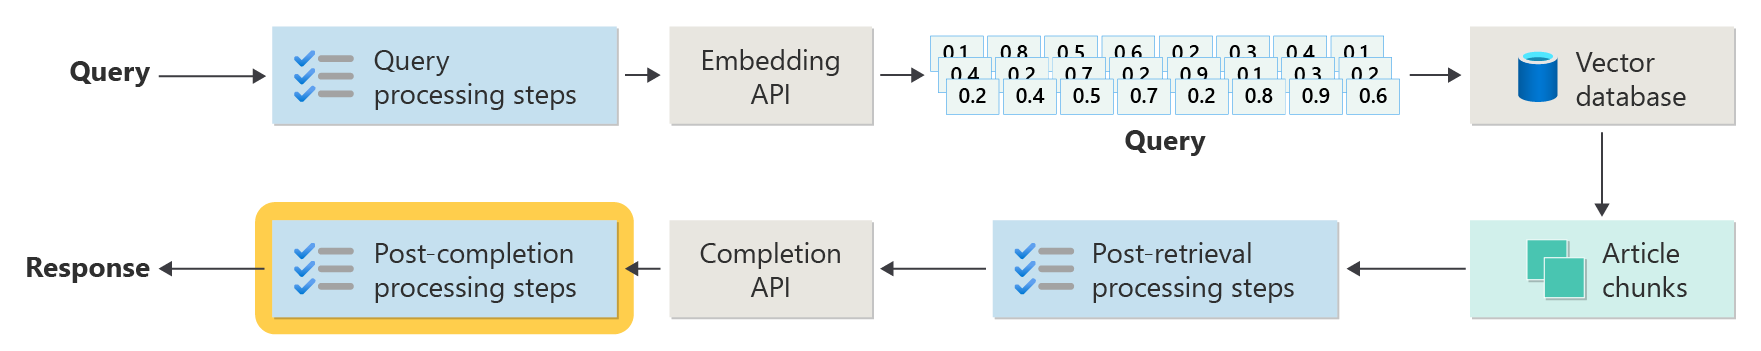 Query
Query
processing steps
Embedding
API
0.1 0.8 0.5 0.6 0.2 0.3 0.4 0.1
0.4 0.2 0.7 0.2 0.9 0.1 0.3 0.2
0.2 0.4 0.5 0.7 0.2 0.8 0.9 0.6
Query
Vector
database
Response
Post-completion
processing steps
Completion
API
Post-retrieval
processing steps
Article
chunks